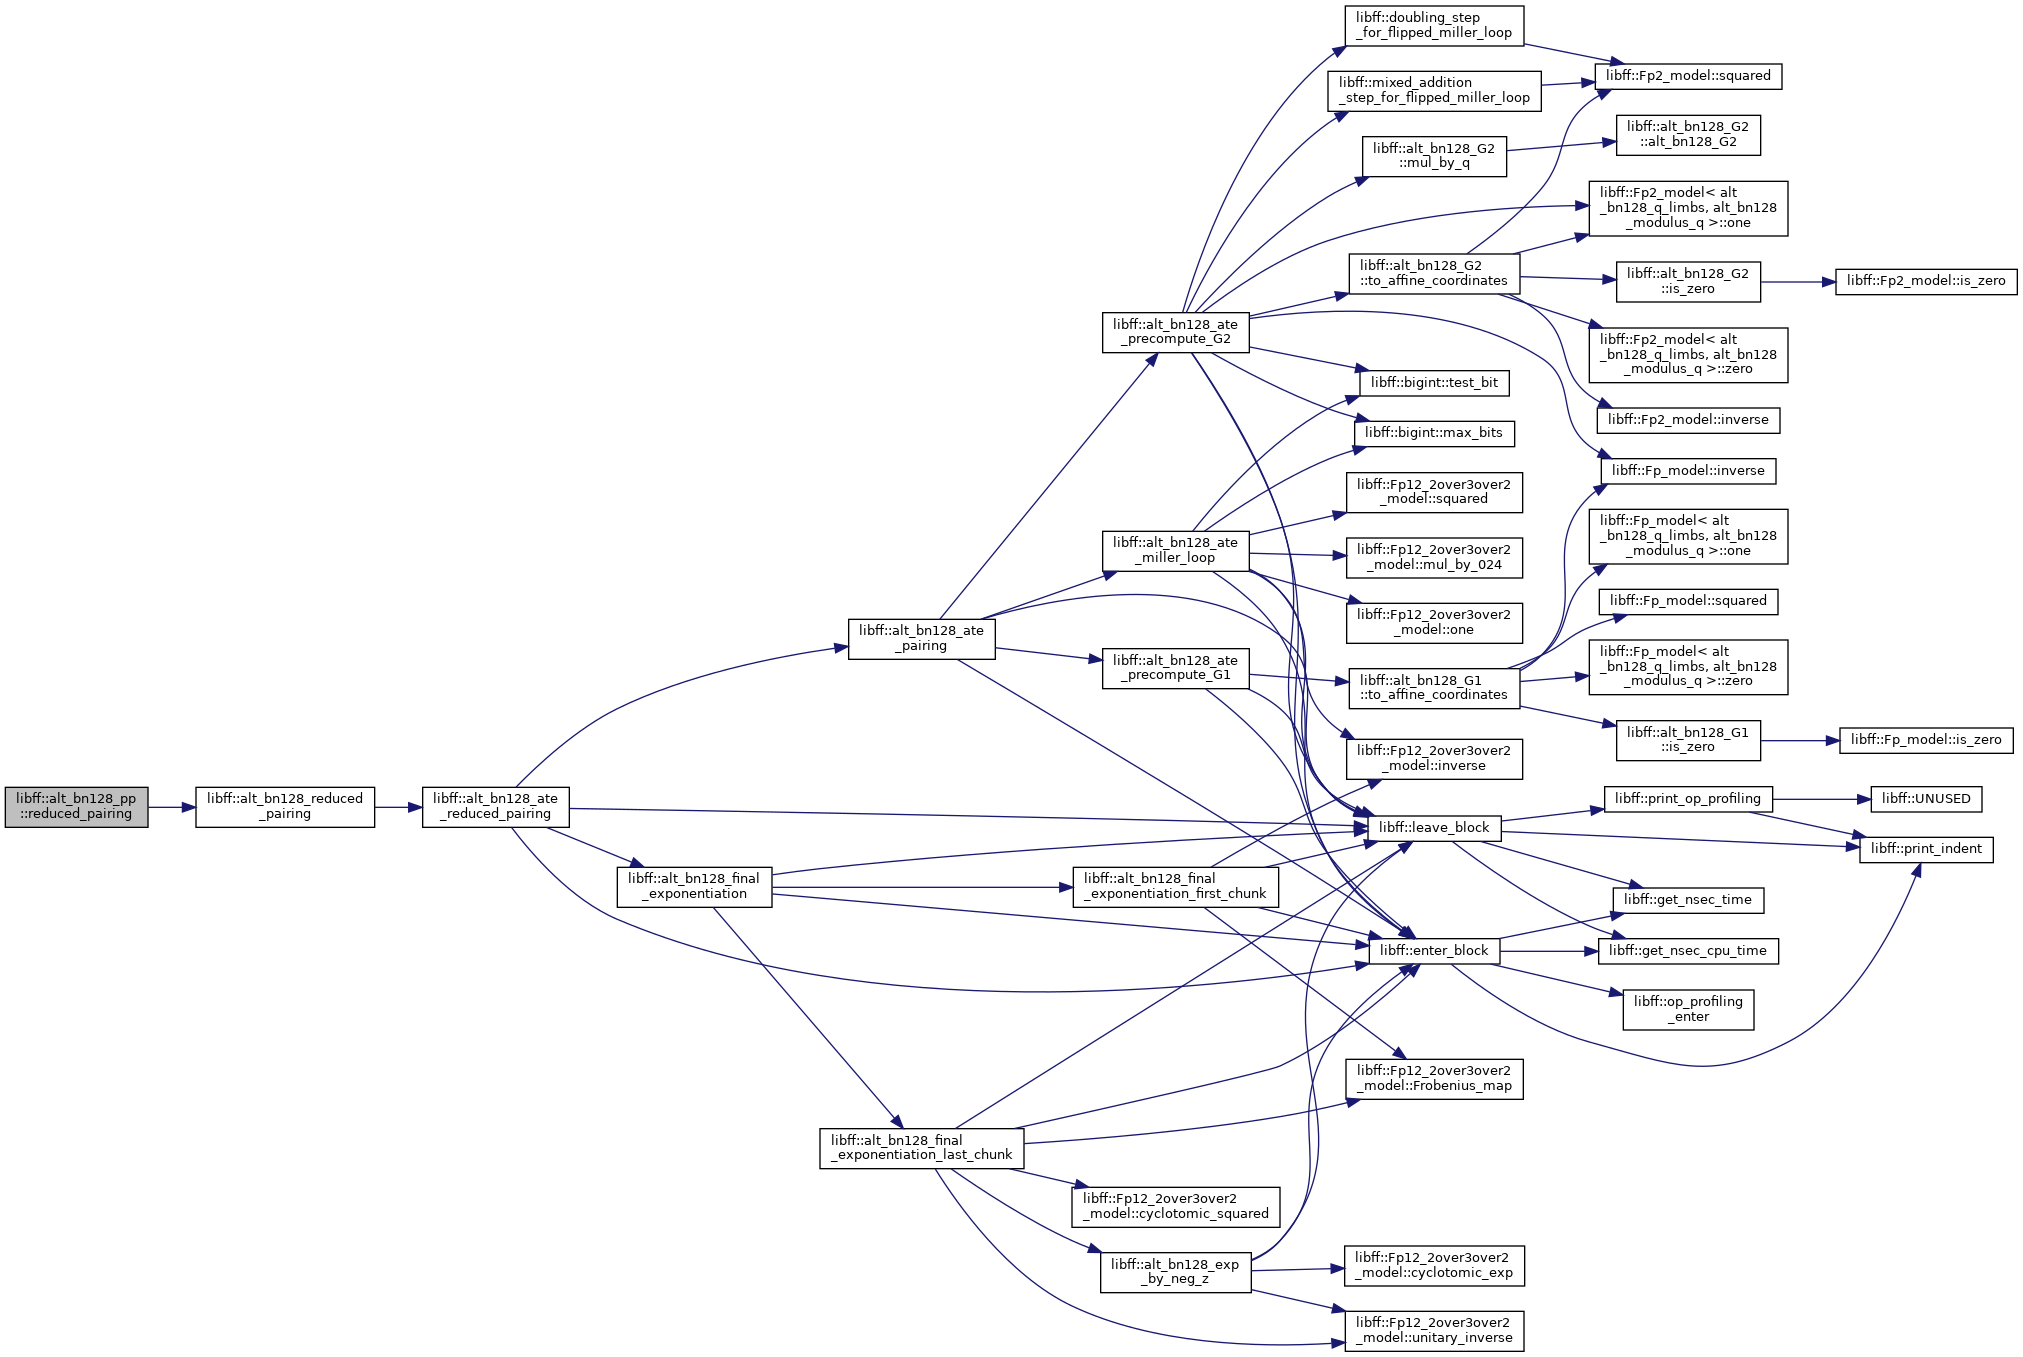 libff::alt_bn128_pp
::reduced_pairing
libff::alt_bn128_reduced
_pairing
libff::alt_bn128_ate
_reduced_pairing
libff::alt_bn128_ate
_pairing
libff::alt_bn128_final
_exponentiation
libff::alt_bn128_final
_exponentiation_last_chunk
libff::alt_bn128_ate
_precompute_G2
libff::alt_bn128_ate
_miller_loop
libff::alt_bn128_ate
_precompute_G1
libff::alt_bn128_final
_exponentiation_first_chunk
libff::Fp12_2over3over2
_model::cyclotomic_squared
libff::alt_bn128_exp
_by_neg_z
libff::doubling_step
_for_flipped_miller_loop
libff::mixed_addition
_step_for_flipped_miller_loop
libff::alt_bn128_G2
::mul_by_q
libff::alt_bn128_G2
::to_affine_coordinates
libff::bigint::test_bit
libff::bigint::max_bits
libff::Fp12_2over3over2
_model::squared
libff::Fp12_2over3over2
_model::mul_by_024
libff::Fp12_2over3over2
_model::one
libff::alt_bn128_G1
::to_affine_coordinates
libff::Fp12_2over3over2
_model::inverse
libff::leave_block
libff::enter_block
libff::Fp12_2over3over2
_model::Frobenius_map
libff::Fp12_2over3over2
_model::cyclotomic_exp
libff::Fp12_2over3over2
_model::unitary_inverse
libff::Fp2_model::squared
libff::alt_bn128_G2
::alt_bn128_G2
libff::Fp2_model< alt
_bn128_q_limbs, alt_bn128
_modulus_q >::one
libff::alt_bn128_G2
::is_zero
libff::Fp2_model< alt
_bn128_q_limbs, alt_bn128
_modulus_q >::zero
libff::Fp2_model::inverse
libff::Fp_model::inverse
libff::Fp_model< alt
_bn128_q_limbs, alt_bn128
_modulus_q >::one
libff::Fp_model::squared
libff::Fp_model< alt
_bn128_q_limbs, alt_bn128
_modulus_q >::zero
libff::alt_bn128_G1
::is_zero
libff::print_op_profiling
libff::get_nsec_time
libff::get_nsec_cpu_time
libff::op_profiling
_enter
libff::Fp2_model::is_zero
libff::Fp_model::is_zero
libff::UNUSED
libff::print_indent